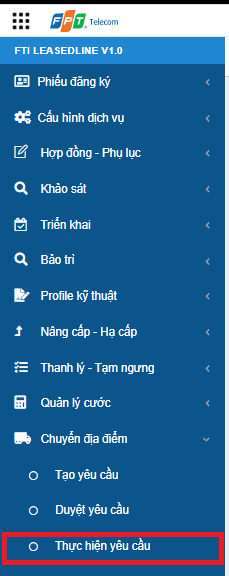 FPT Telecom
FTI LEASEDLINE V1.0
Phiếu đăng ký
Cấu hình dịch vụ
Hợp đồng - Phụ lục
Khảo sát
Triển khai
Bảo trì
Profile kỹ thuật
Nâng cấp - Hạ cấp
Thanh lý - Tạm ngưng
Quản lý cước
Chuyển địa điểm
Tạo yêu cầu
Duyệt yêu cầu
Thực hiện yêu cầu